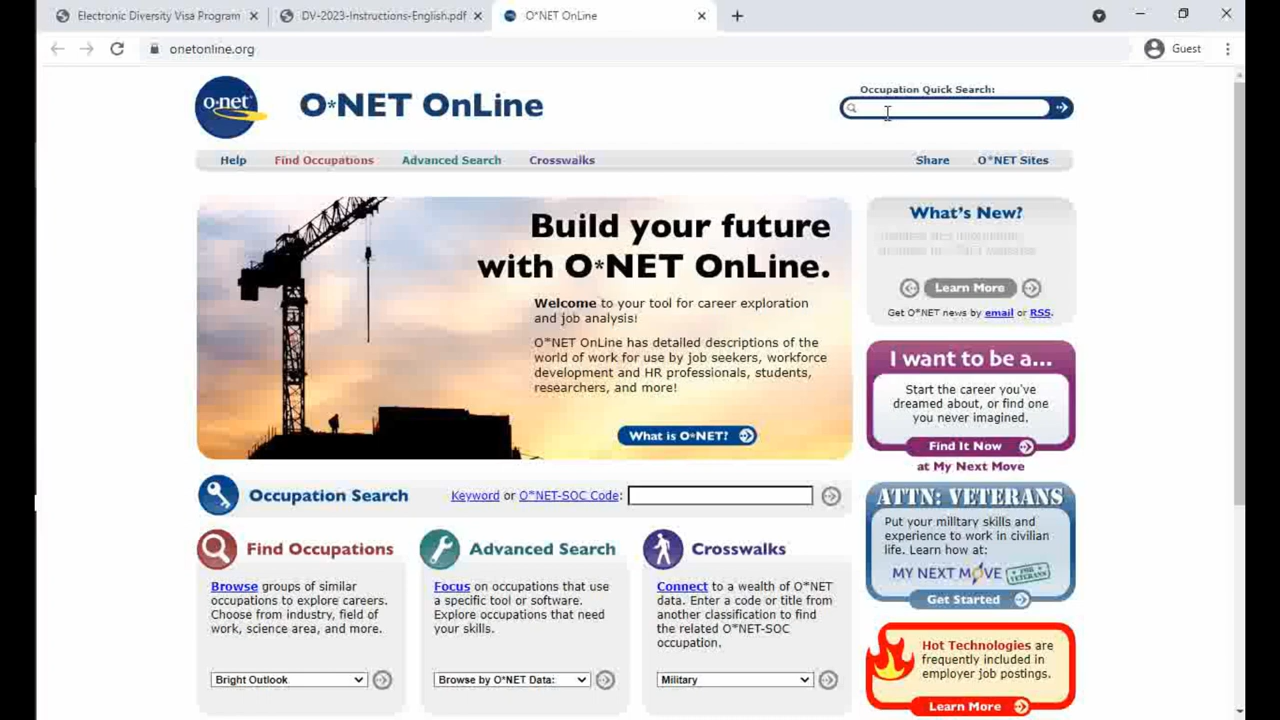 Electronic Diversity Visa Program
DV-2023-Instructions-English.pdf
O*NET OnLine
onetonline.org
Guest
o·net
O*NET OnLine
Occupation Quick Search:
Help
Find Occupations
Advanced Search
Crosswalks
Share
O*NET Sites
Build your future
with O*NET OnLine.
Welcome to your tool for career exploration
and job analysis!
O*NET OnLine has detailed descriptions of the
world of work for use by job seekers, workforce
development and HR professionals, students,
researchers, and more!
What is O*NET?
What's New?
Learn More
Get O*NET news by email or RSS.
I want to be a...
Start the career you've
dreamed about, or find one
you never imagined.
Find It Now
at My Next Move
Occupation Search
Keyword or O*NET-SOC Code:
ATTN: VETERANS
Put your military skills and
experience to work in civilian
life. Learn how at:
MY NEXT MOVE
FOR VETERANS
Get Started
Find Occupations
Browse groups of similar
occupations to explore careers.
Choose from industry, field of
work, science area, and more.
Bright Outlook
Advanced Search
Focus on occupations that use
a specific tool or software.
Explore occupations that need
your skills.
Browse by O*NET Data:
Crosswalks
Connect to a wealth of O*NET
data. Enter a code or title from
another classification to find
the related O*NET-SOC
occupation.
Military
Hot Technologies are
frequently included in
employer job postings.
Learn More